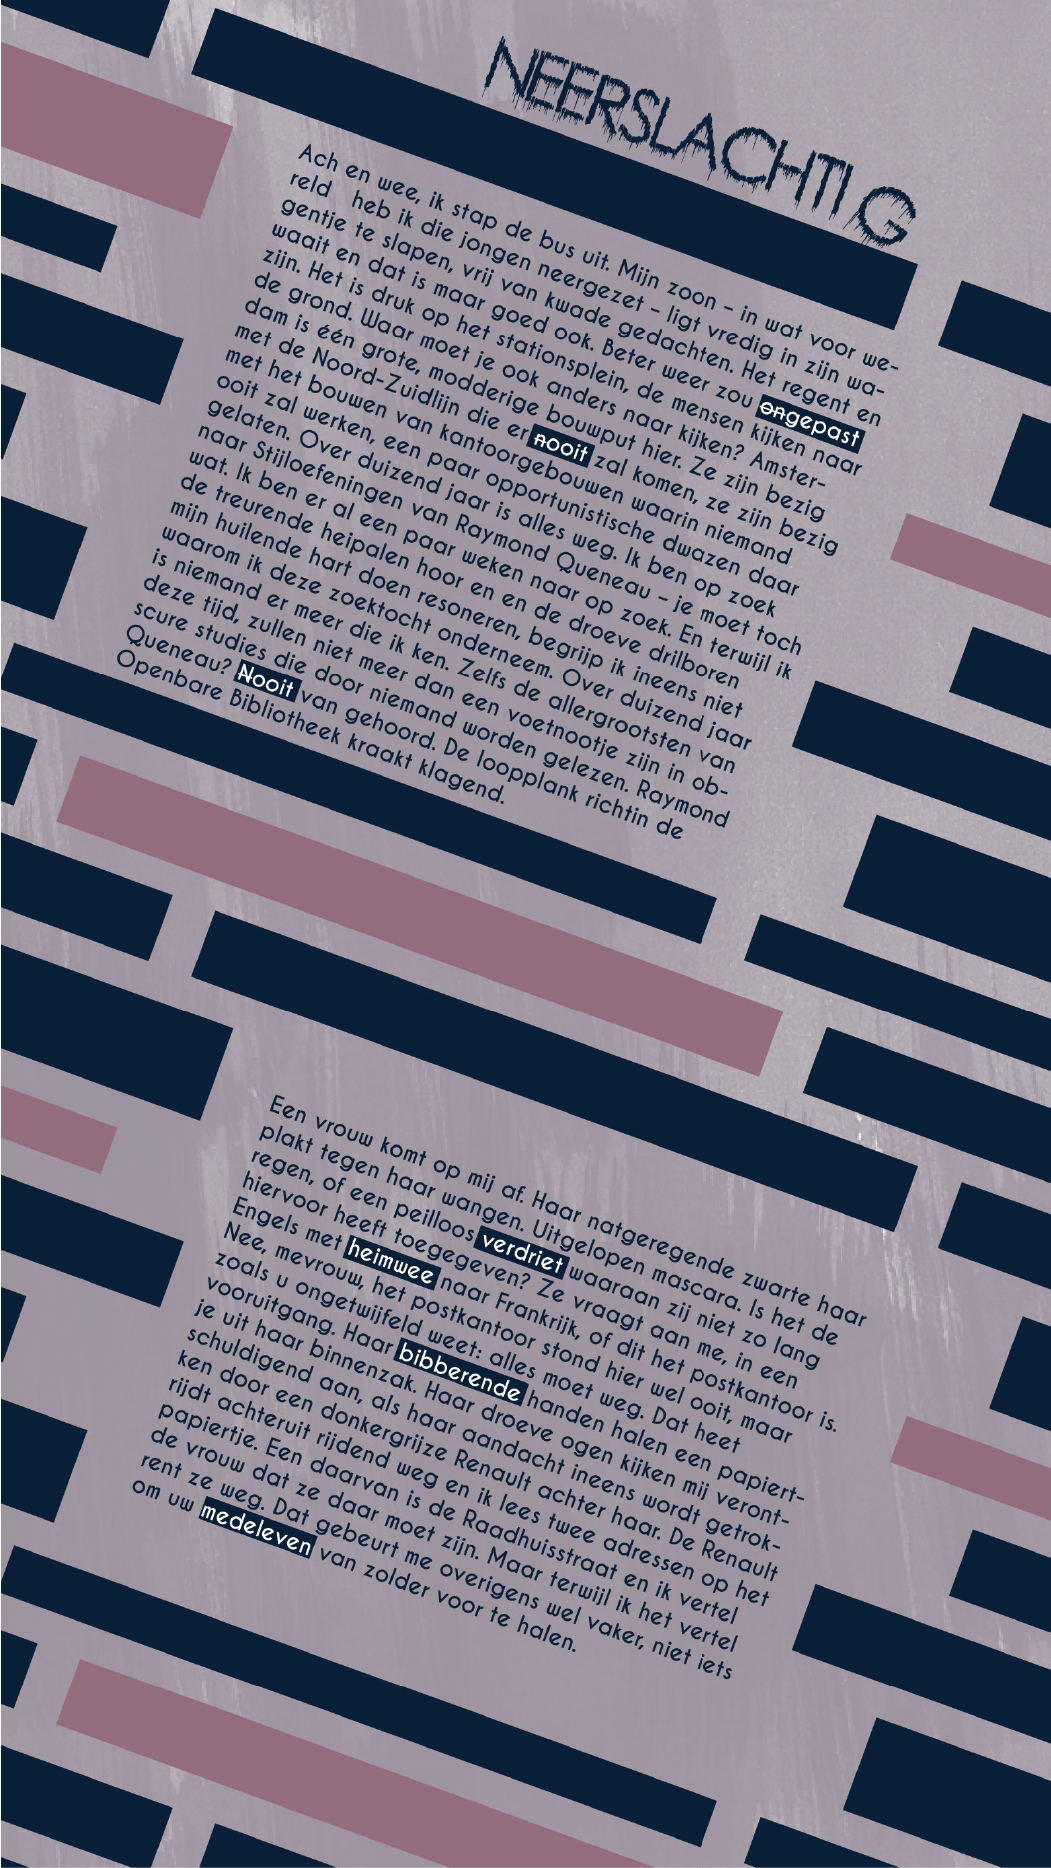 NEERSLACHTI G
Ach en wee, ik stap de bus uit. Mijn zoon – in wat voor we-
reld heb ik die jongen neergezet – ligt vredig in zijn wa-
gentje te slapen, vrij van kwade gedachten. Het regent en
waait en dat is maar goed ook. Beter weer zou ongepast
zijn. Het is druk op het stationsplein, de mensen kijken naar
de grond. Waar moet je ook anders naar kijken? Amster-
dam is één grote, modderige bouwput hier. Ze zijn bezig
met de Noord-Zuidlijn die er nooit zal komen, ze zijn bezig
met het bouwen van kantoorgebouwen waarin niemand
ooit zal werken, een paar opportunistische dwazen daar
gelaten. Over duizend jaar is alles weg. Ik ben op zoek
naar Stijloefeningen van Raymond Queneau – je moet toch
wat. Ik ben er al een paar weken naar op zoek. En terwijl ik
de treurende heipalen hoor en en de droeve drilboren
mijn huilende hart doen resoneren, begrijp ik ineens niet
waarom ik deze zoektocht onderneem. Over duizend jaar
is niemand er meer die ik ken. Zelfs de allergrootsten van
deze tijd, zullen niet meer dan een voetnootje zijn in ob-
scure studies die door niemand worden gelezen. Raymond
Queneau? Nooit van gehoord. De loopplank richtin de
Openbare Bibliotheek kraakt klagend.
Een vrouw komt op mij af. Haar natgeregende zwarte haar
plakt tegen haar wangen. Uitgelopen mascara. Is het de
regen, of een peilloos verdriet waaraan zij niet zo lang
hiervoor heeft toegegeven? Ze vraagt aan me, in een
Engels met heimwee naar Frankrijk, of dit het postkantoor is.
Nee, mevrouw, het postkantoor stond hier wel ooit, maar
zoals u ongetwijfeld weet: alles moet weg. Dat heet
vooruitgang. Haar bibberende handen halen een papiert-
je uit haar binnenzak. Haar droeve ogen kijken mij veront-
schuldigend aan, als haar aandacht ineens wordt getrok-
ken door een donkergrijze Renault achter haar. De Renault
rijdt achteruit rijdend weg en ik lees twee adressen op het
papiertje. Een daarvan is de Raadhuisstraat en ik vertel
de vrouw dat ze daar moet zijn. Maar terwijl ik het vertel
rent ze weg. Dat gebeurt me overigens wel vaker, niet iets
om uw medeleven van zolder voor te halen.